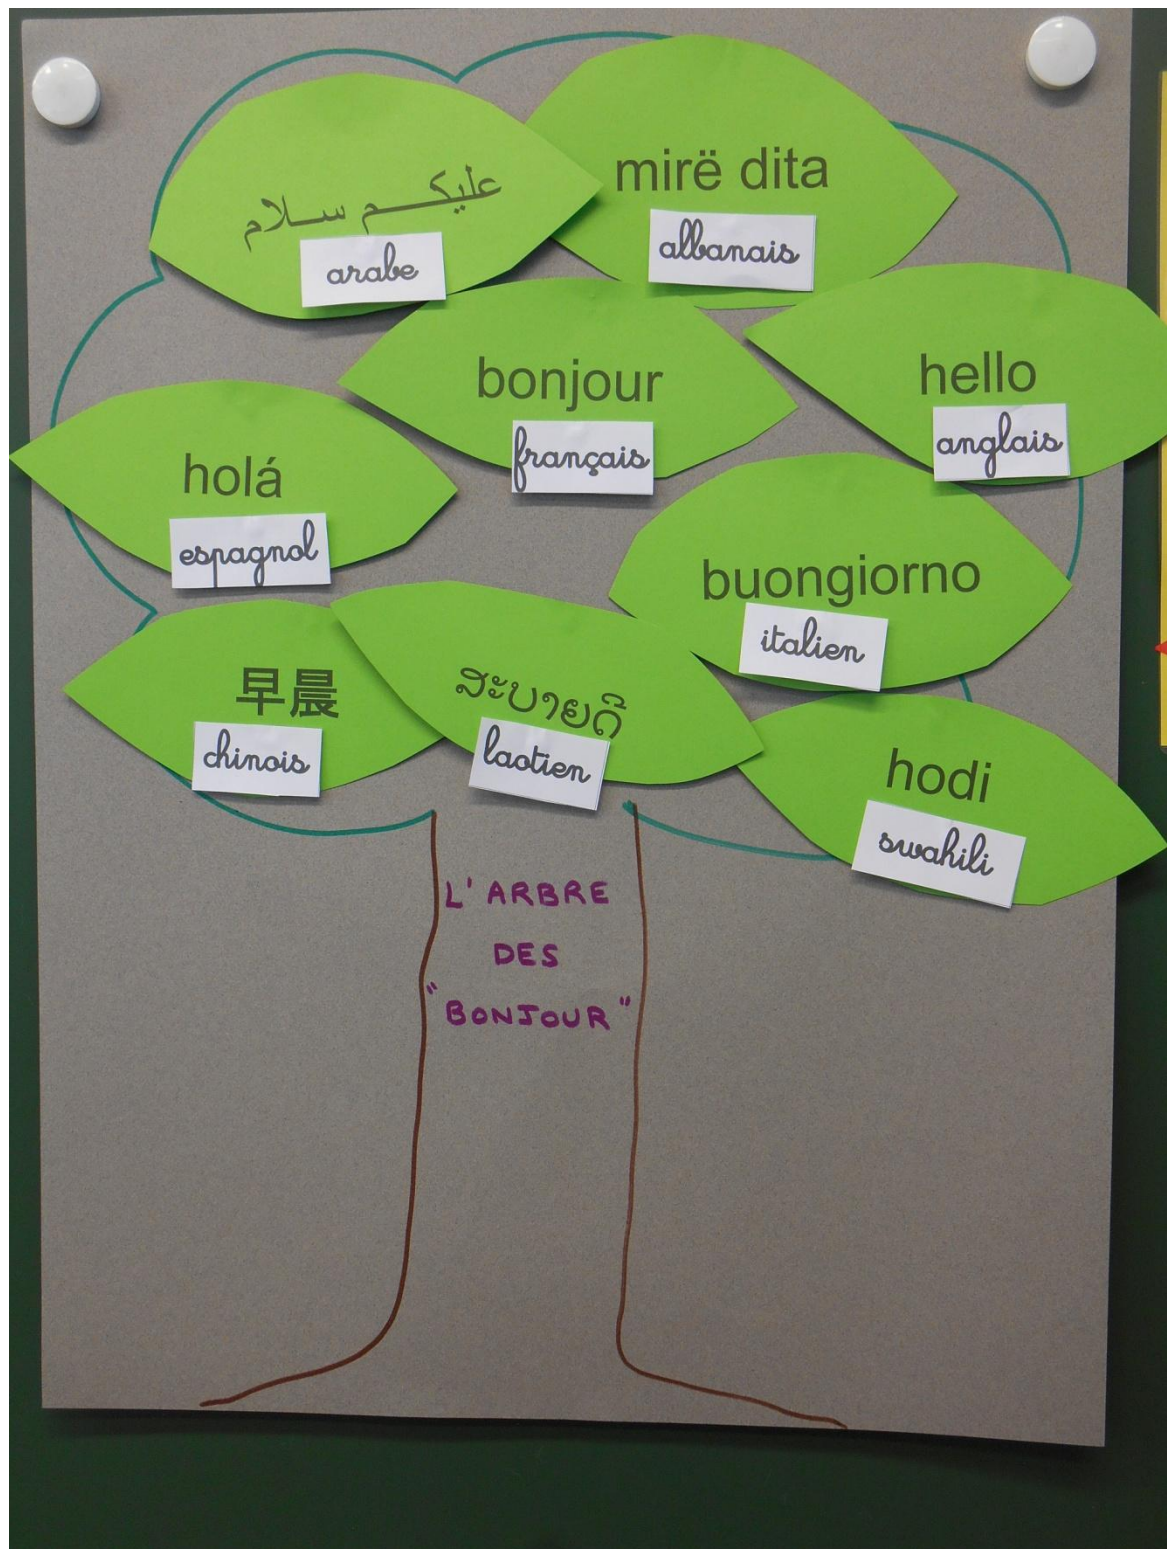 عليكم سلام
arabe
mirë dita
albanais
bonjour
français
hello
anglais
holá
espagnol
buongiorno
italien
早晨
chinois
ສະບາຍດີ
laotien
hodi
swahili
L'ARBRE
DES
"BONJOUR"